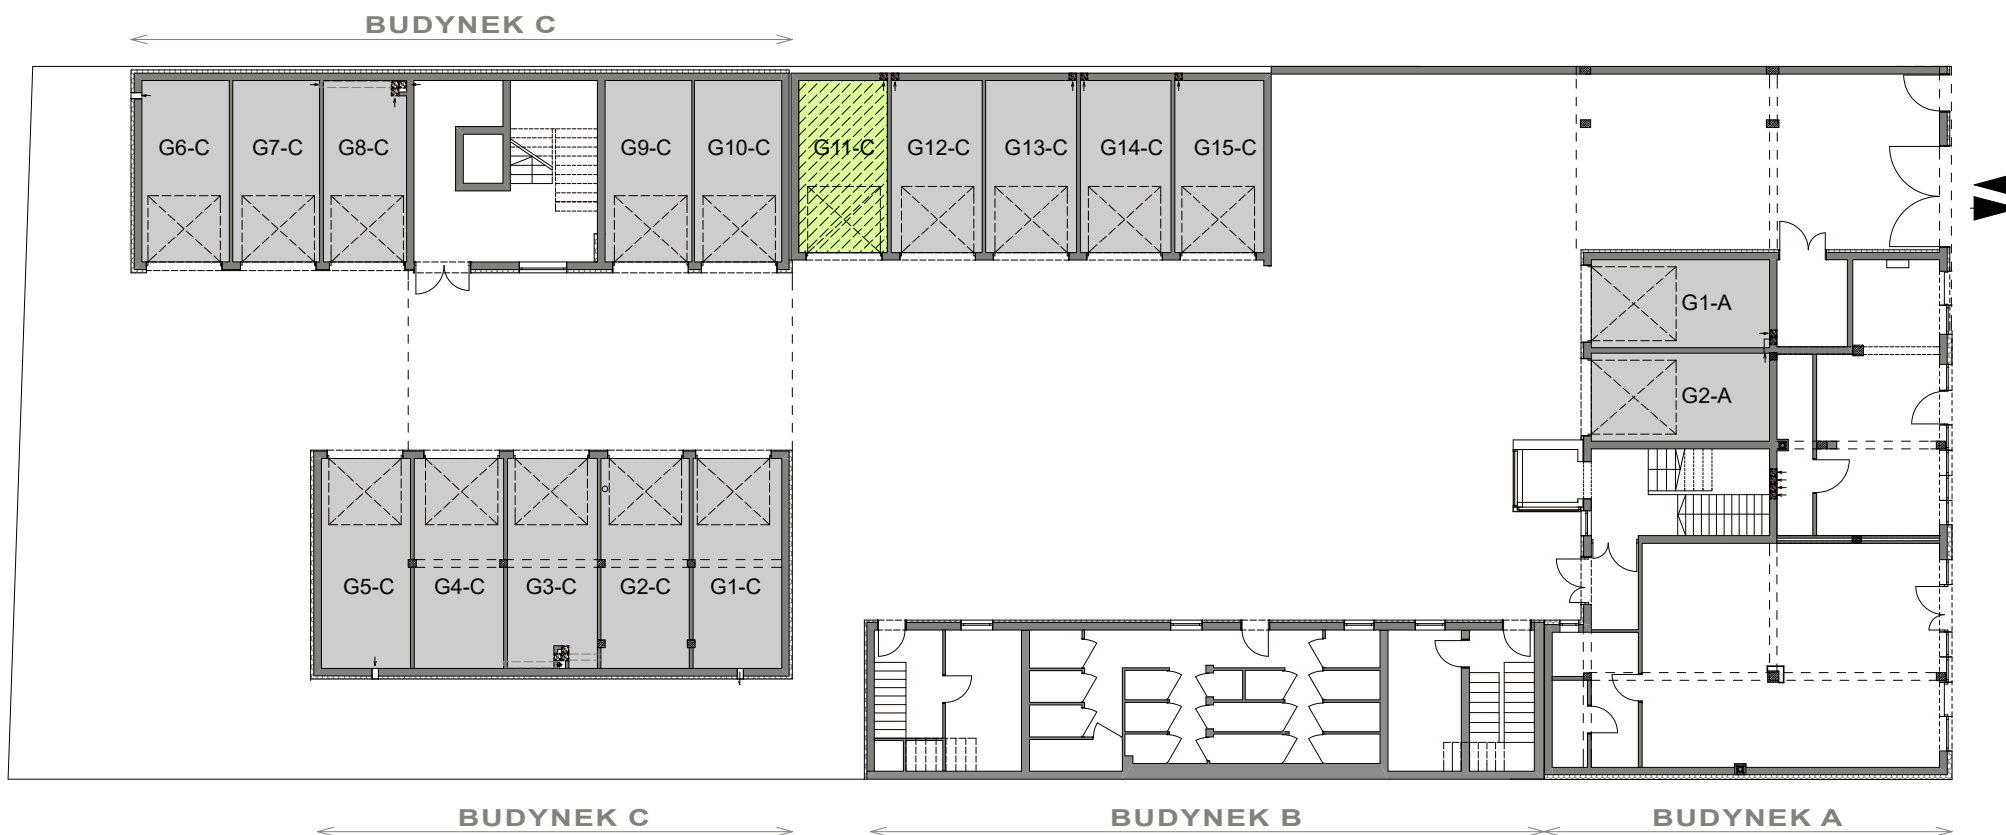 BUDYNEK C
G6-C G7-C G8-C G9-C G10-C G11-C G12-C G13-C G14-C G15-C
G1-A
G2-A
G5-C G4-C G3-C G2-C G1-C
BUDYNEK C BUDYNEK B BUDYNEK A